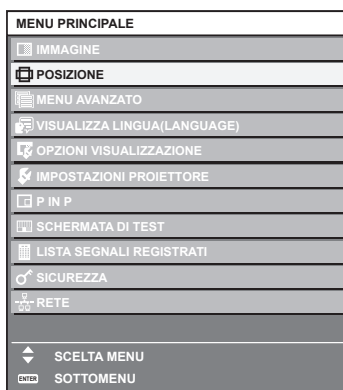 MENU PRINCIPALE
IMMAGINE
POSIZIONE
MENU AVANZATO
VISUALIZZA LINGUA(LANGUAGE)
OPZIONI VISUALIZZAZIONE
IMPOSTAZIONI PROIETTORE
P IN P
SCHERMATA DI TEST
LISTA SEGNALI REGISTRATI
SICUREZZA
RETE
SCELTA MENU
ENTER SOTTOMENU